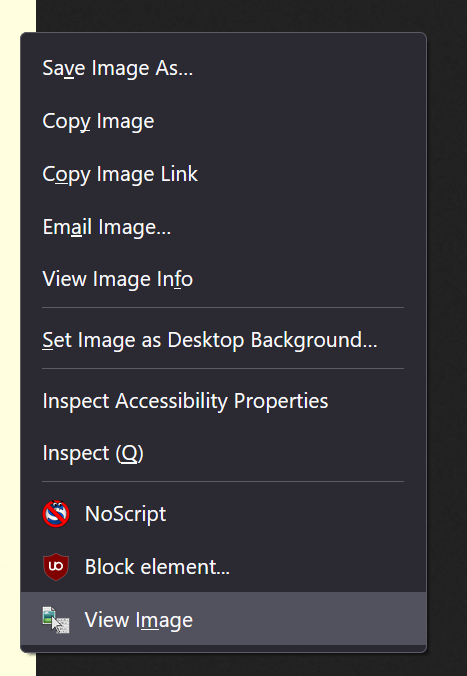 Save Image As...
Copy Image
Copy Image Link
Email Image...
View Image Info
Set Image as Desktop Background...
Inspect Accessibility Properties
Inspect (Q)
NoScript
UO
Block element...
View Image